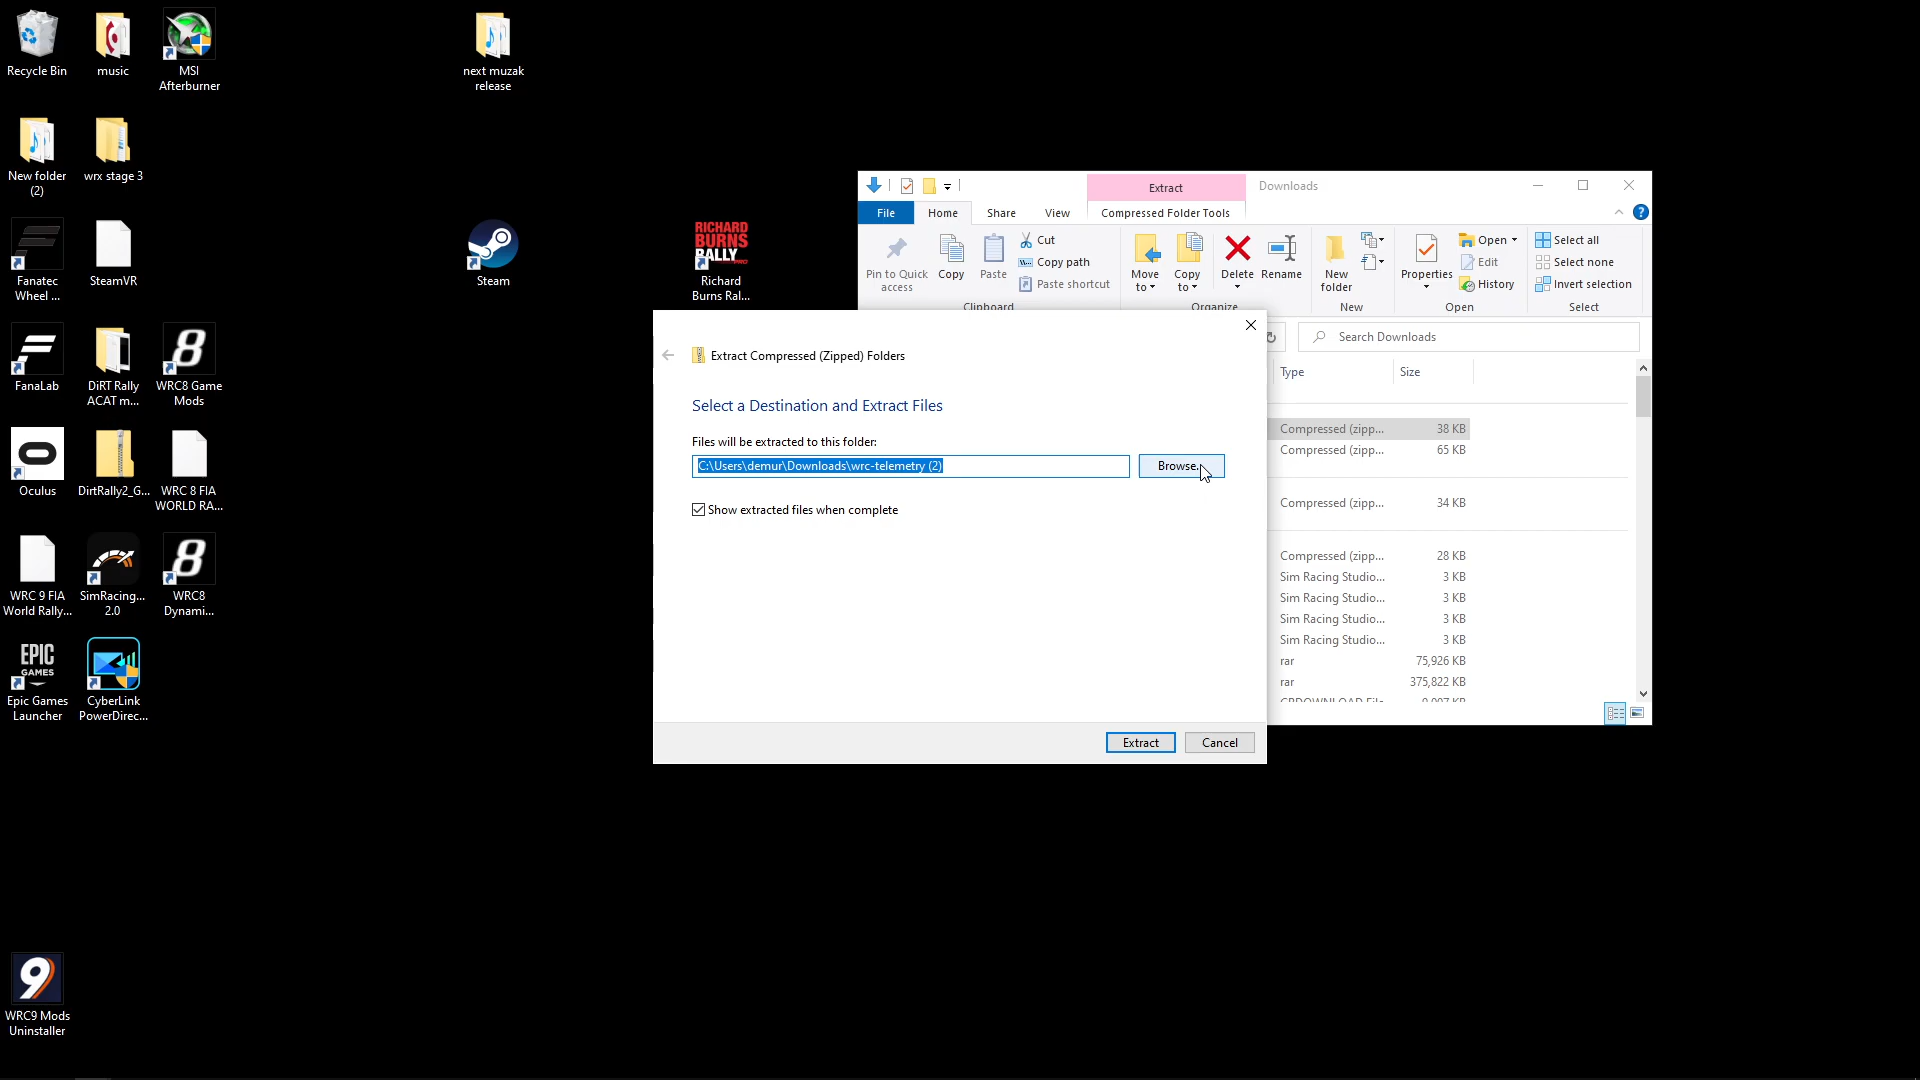 Recycle Bin
music
MSI
Afterburner
next muzak
release
New folder
(2)
wrx stage 3
Fanatec
Wheel ...
SteamVR
Steam
RICHARD
BURNS
RALLY
Richard
Burns Ral...
FanaLab
DiRT Rally
ACAT m...
8
WRC8 Game
Mods
Oculus
DirtRally2_G...
WRC 8 FIA
WORLD RA...
WRC 9 FIA
World Rally...
SimRacing...
2.0
8
WRC8
Dynami...
EPIC
GAMES
Epic Games
Launcher
CyberLink
PowerDirec...
9
WRC9 Mods
Uninstaller
Extract
Downloads
File
Home
Share
View
Compressed Folder Tools
Pin to Quick
access
Copy
Paste
Cut
Copy path
Paste shortcut
Clipboard
Move
to
Copy
to
Delete
Rename
Organize
New
folder
New
Properties
Open
Edit
History
Open
Select all
Select none
Invert selection
Select
Search Downloads
Type
Size
Compressed (zipp...
38 KB
Compressed (zipp...
65 KB
Compressed (zipp...
34 KB
Compressed (zipp...
28 KB
Sim Racing Studio...
3 KB
Sim Racing Studio...
3 KB
Sim Racing Studio...
3 KB
Sim Racing Studio...
3 KB
rar
75,926 KB
rar
375,822 KB
Extract Compressed (Zipped) Folders
Select a Destination and Extract Files
Files will be extracted to this folder:
C:\Users\demur\Downloads\wrc-telemetry (2)
Browse...
Show extracted files when complete
Extract
Cancel